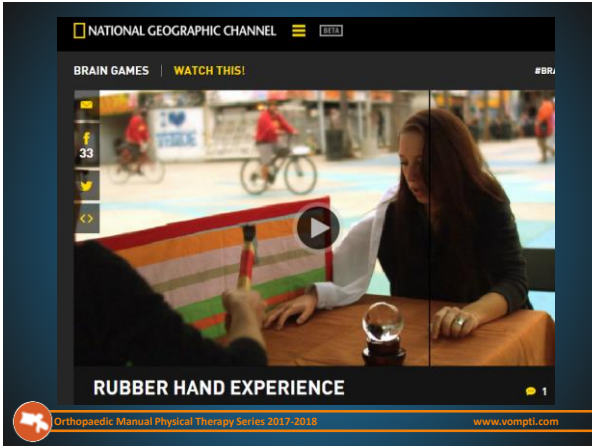 NATIONAL GEOGRAPHIC CHANNEL BETA
BRAIN GAMES | WATCH THIS!
#BRA
33
RUBBER HAND EXPERIENCE
1
Orthopaedic Manual Physical Therapy Series 2017-2018
www.vompti.com